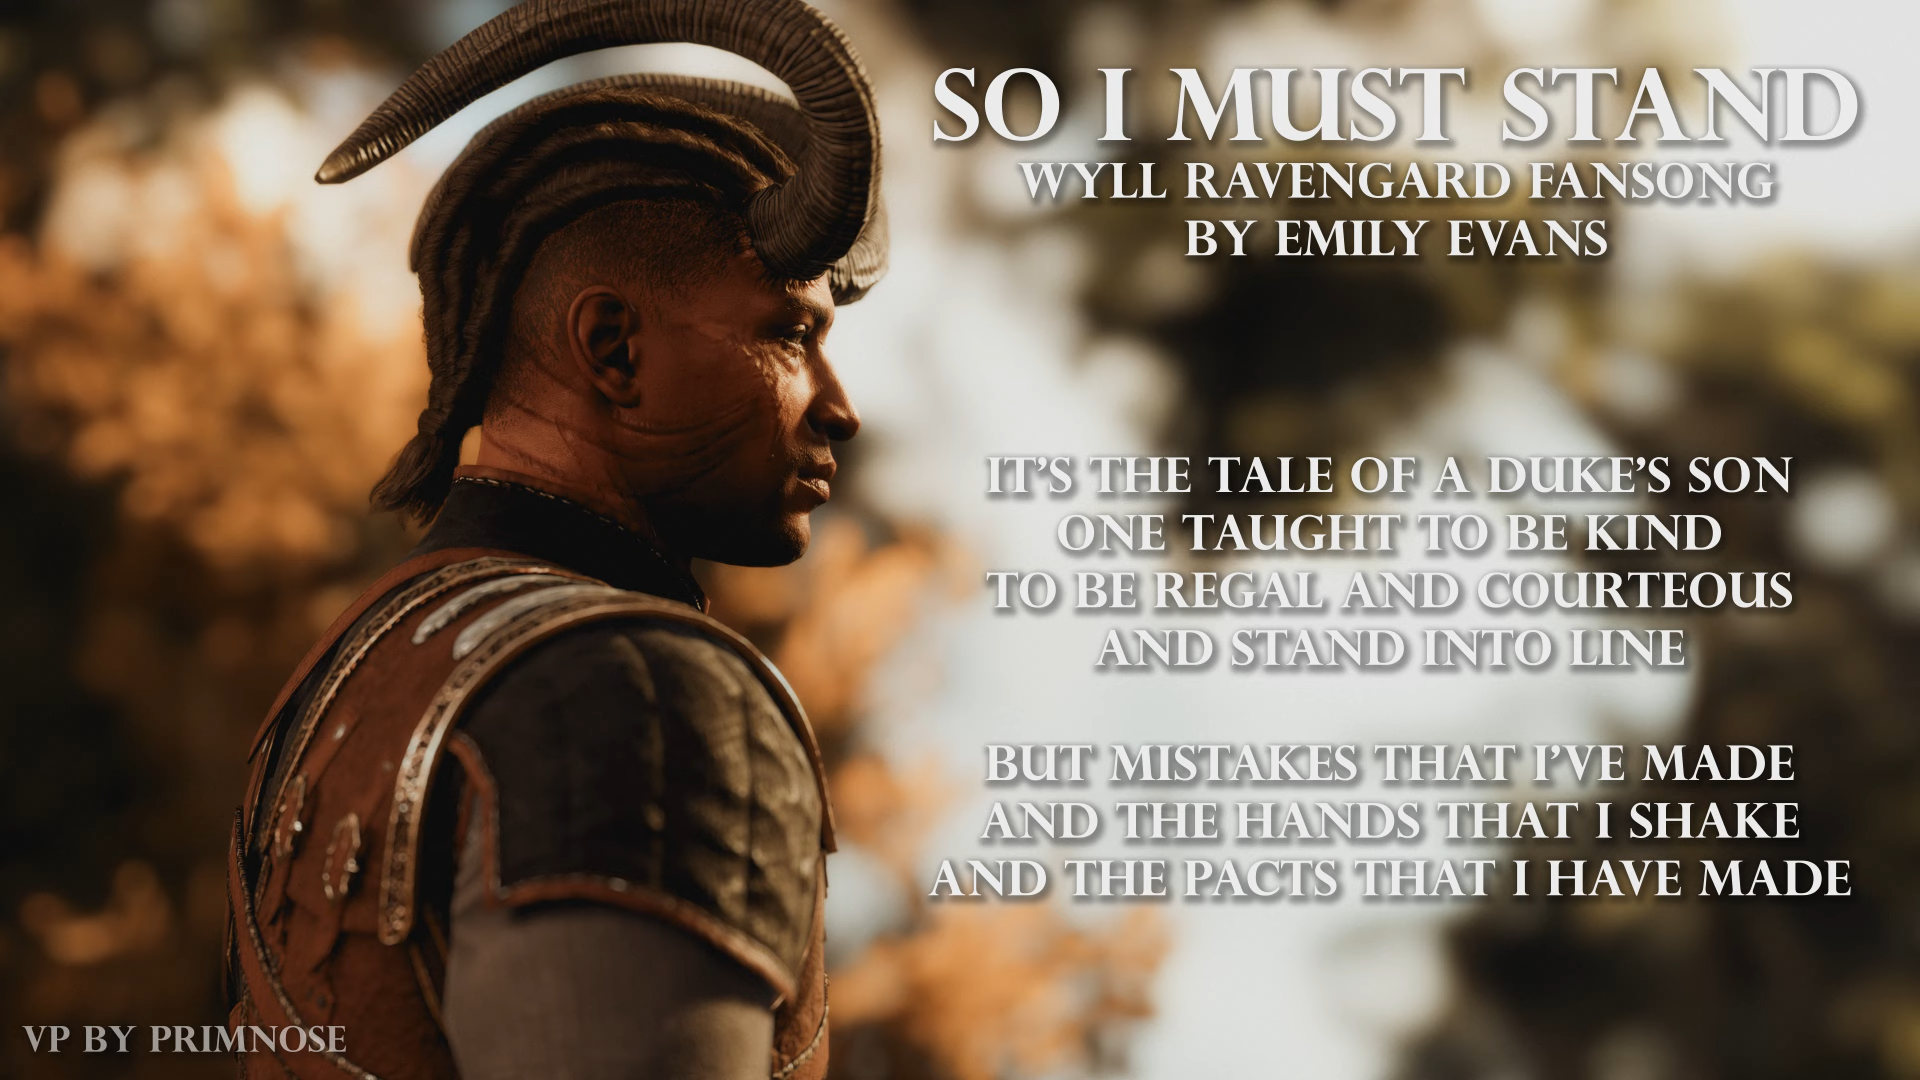 SO I MUST STAND
WYLL RAVENGARD FANSONG
BY EMILY EVANS
IT'S THE TALE OF A DUKE'S SON
ONE TAUGHT TO BE KIND
TO BE REGAL AND COURTEOUS
AND STAND INTO LINE
BUT MISTAKES THAT I'VE MADE
AND THE HANDS THAT I SHAKE
AND THE PACTS THAT I HAVE MADE
VP BY PRIMNOSE